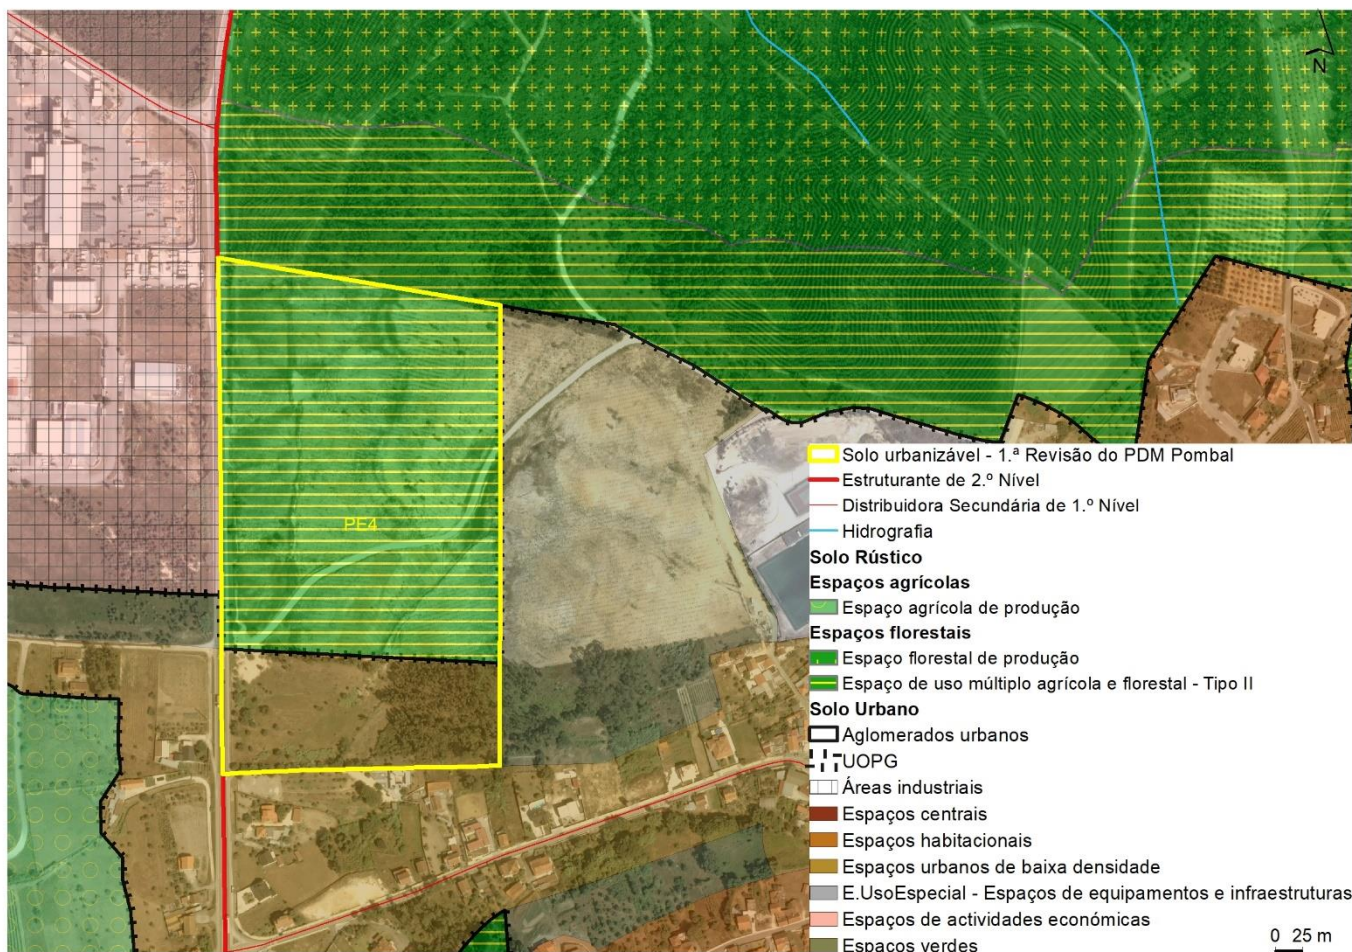 N
PE4
Solo urbanizável - 1.ª Revisão do PDM Pombal
Estruturante de 2.º Nível
Distribuidora Secundária de 1.º Nível
Hidrografia
Solo Rústico
Espaços agrícolas
Espaço agrícola de produção
Espaços florestais
Espaço florestal de produção
Espaço de uso múltiplo agrícola e florestal - Tipo II
Solo Urbano
Aglomerados urbanos
UOPG
Áreas industriais
Espaços centrais
Espaços habitacionais
Espaços urbanos de baixa densidade
E.UsoEspecial - Espaços de equipamentos e infraestruturas
Espaços de actividades económicas
Espaços verdes
0 25 m